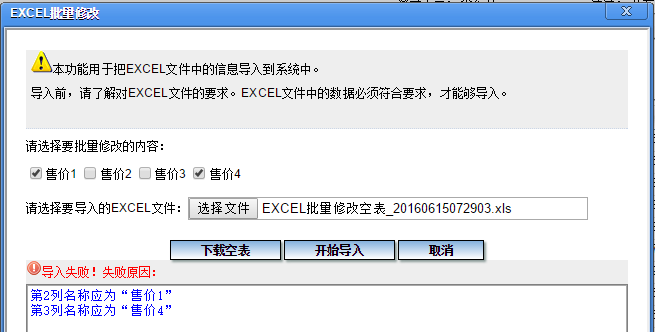 EXCEL批量修改
本功能用于把EXCEL文件中的信息导入到系统中。
导入前，请了解对EXCEL文件的要求。EXCEL文件中的数据必须符合要求，才能够导入。
请选择要批量修改的内容：
售价1 售价2 售价3 售价4
请选择要导入的EXCEL文件： 选择文件 EXCEL批量修改空表_20160615072903.xls
下载空表 开始导入 取消
导入失败！失败原因：
第2列名称应为“售价1”
第3列名称应为“售价4”